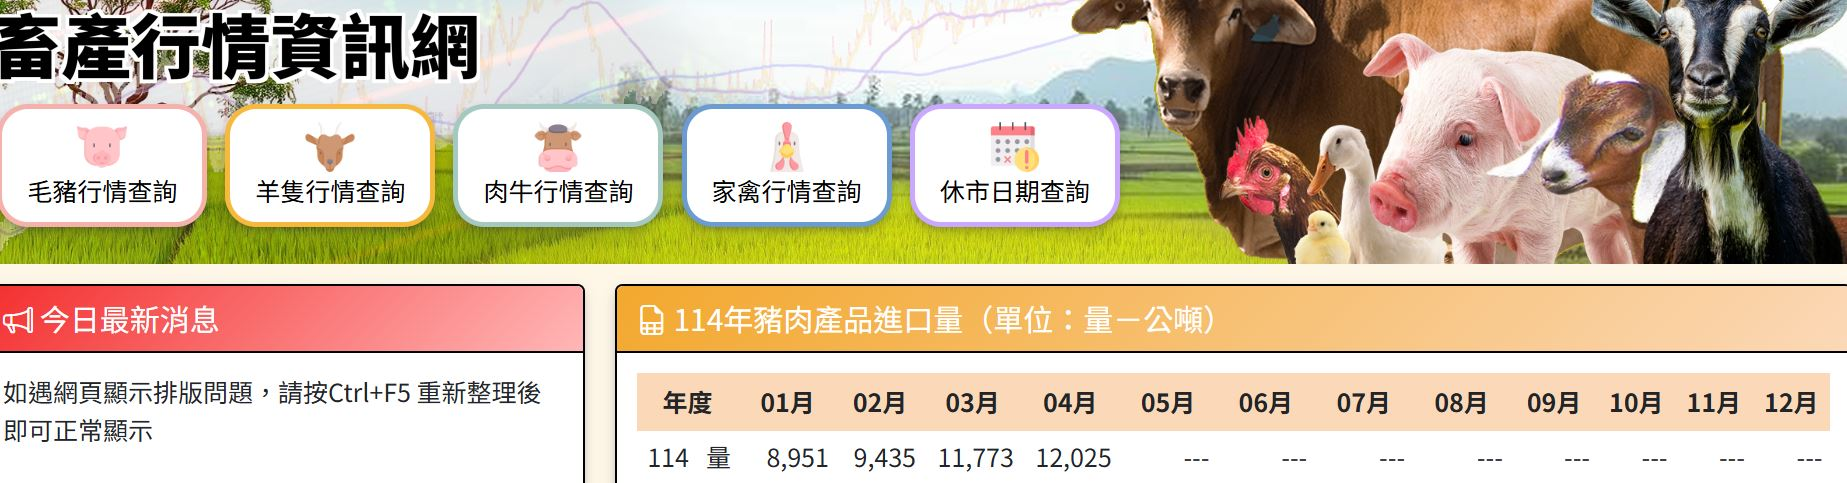 畜產行情資訊網
毛豬行情查詢
羊隻行情查詢
肉牛行情查詢
家禽行情查詢
休市日期查詢
今日最新消息
如遇網頁顯示排版問題，請按Ctrl+F5 重新整理後
即可正常顯示
114年豬肉產品進口量（單位：量－公噸）
年度 01月 02月 03月 04月 05月 06月 07月 08月 09月 10月 11月 12月
114 量 8,951 9,435 11,773 12,025 --- --- --- --- --- --- --- ---